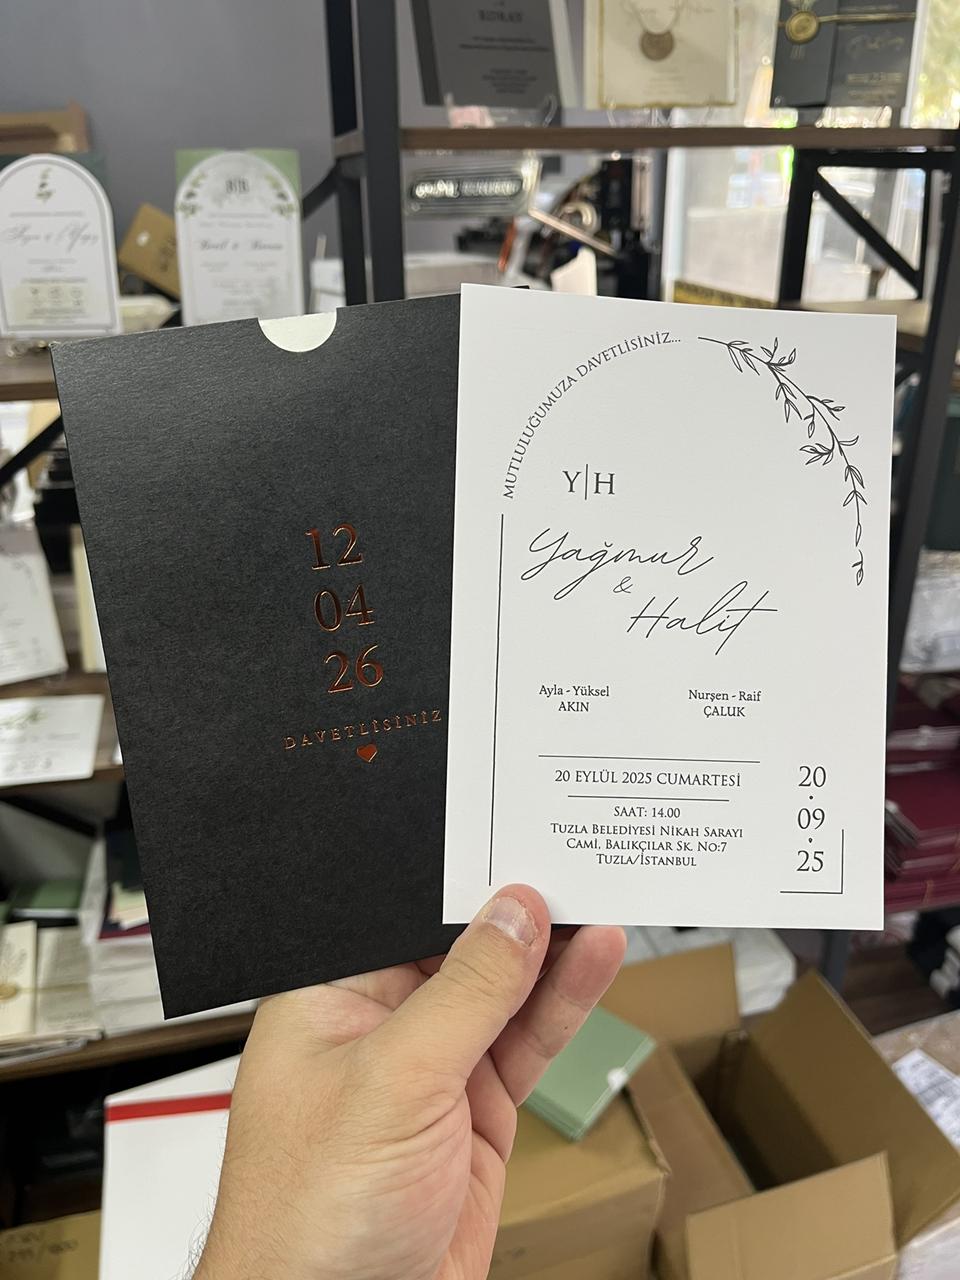 12
04
26
DAVETLİSİNİZ
MUTLULUĞUMUZA DAVETLİSİNİZ...
Y|H
Yağmur
&
Halit
Ayla - Yüksel
AKIN
Nurşen - Raif
ÇALUK
20 EYLÜL 2025 CUMARTESİ
SAAT: 14.00
TUZLA BELEDİYESİ NİKAH SARAYI
CAMİ, BALIKÇILAR SK. NO:7
TUZLA/İSTANBUL
20
09
25